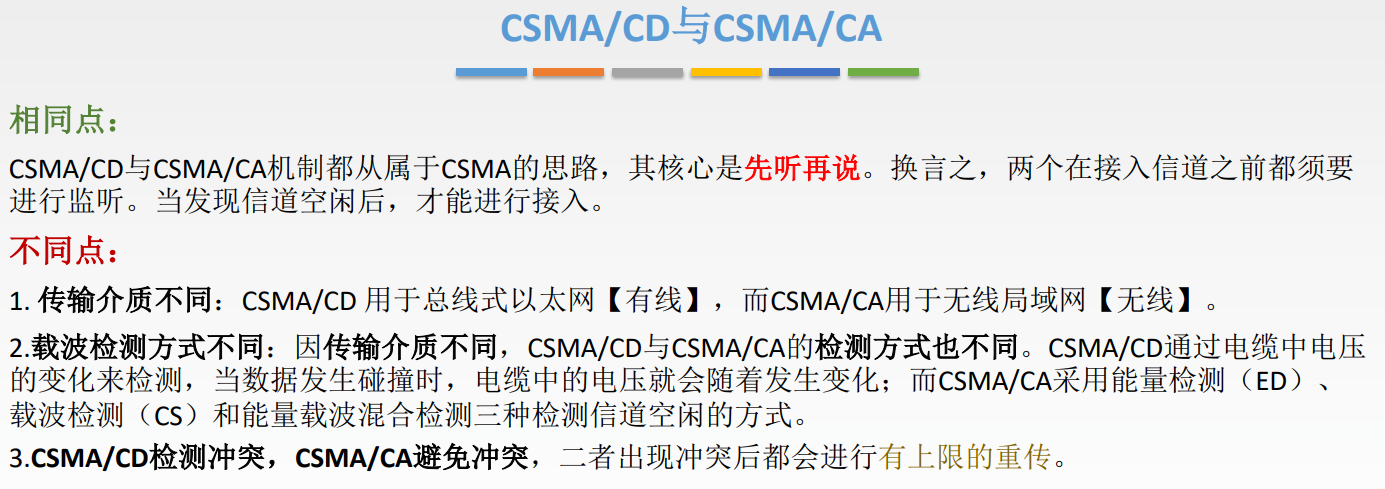 CSMA/CD与CSMA/CA
相同点：
CSMA/CD与CSMA/CA机制都从属于CSMA的思路，其核心是先听再说。换言之，两个在接入信道之前都须要
进行监听。当发现信道空闲后，才能进行接入。
不同点：
1. 传输介质不同：CSMA/CD 用于总线式以太网【有线】，而CSMA/CA用于无线局域网【无线】。
2.载波检测方式不同：因传输介质不同，CSMA/CD与CSMA/CA的检测方式也不同。CSMA/CD通过电缆中电压
的变化来检测，当数据发生碰撞时，电缆中的电压就会随着发生变化；而CSMA/CA采用能量检测（ED）、
载波检测（CS）和能量载波混合检测三种检测信道空闲的方式。
3.CSMA/CD检测冲突，CSMA/CA避免冲突，二者出现冲突后都会进行有上限的重传。